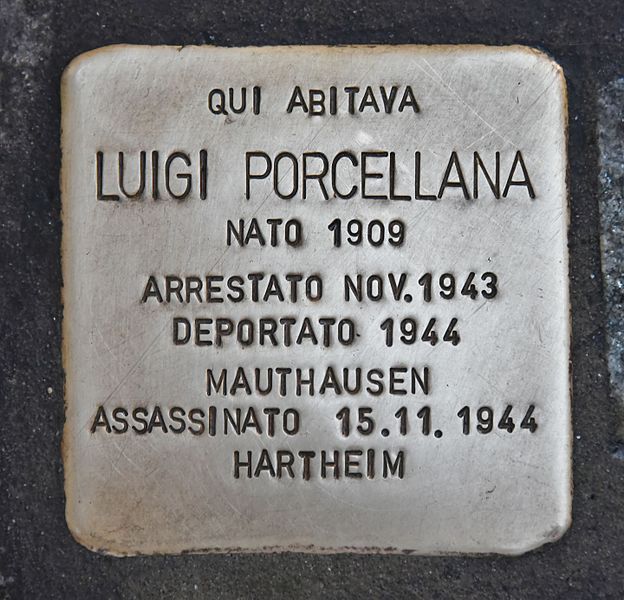 QUI ABITAVA
LUIGI PORCELLANA
NATO 1909
ARRESTATO NOV.1943
DEPORTATO 1944
MAUTHAUSEN
ASSASSINATO 15.11. 1944
HARTHEIM